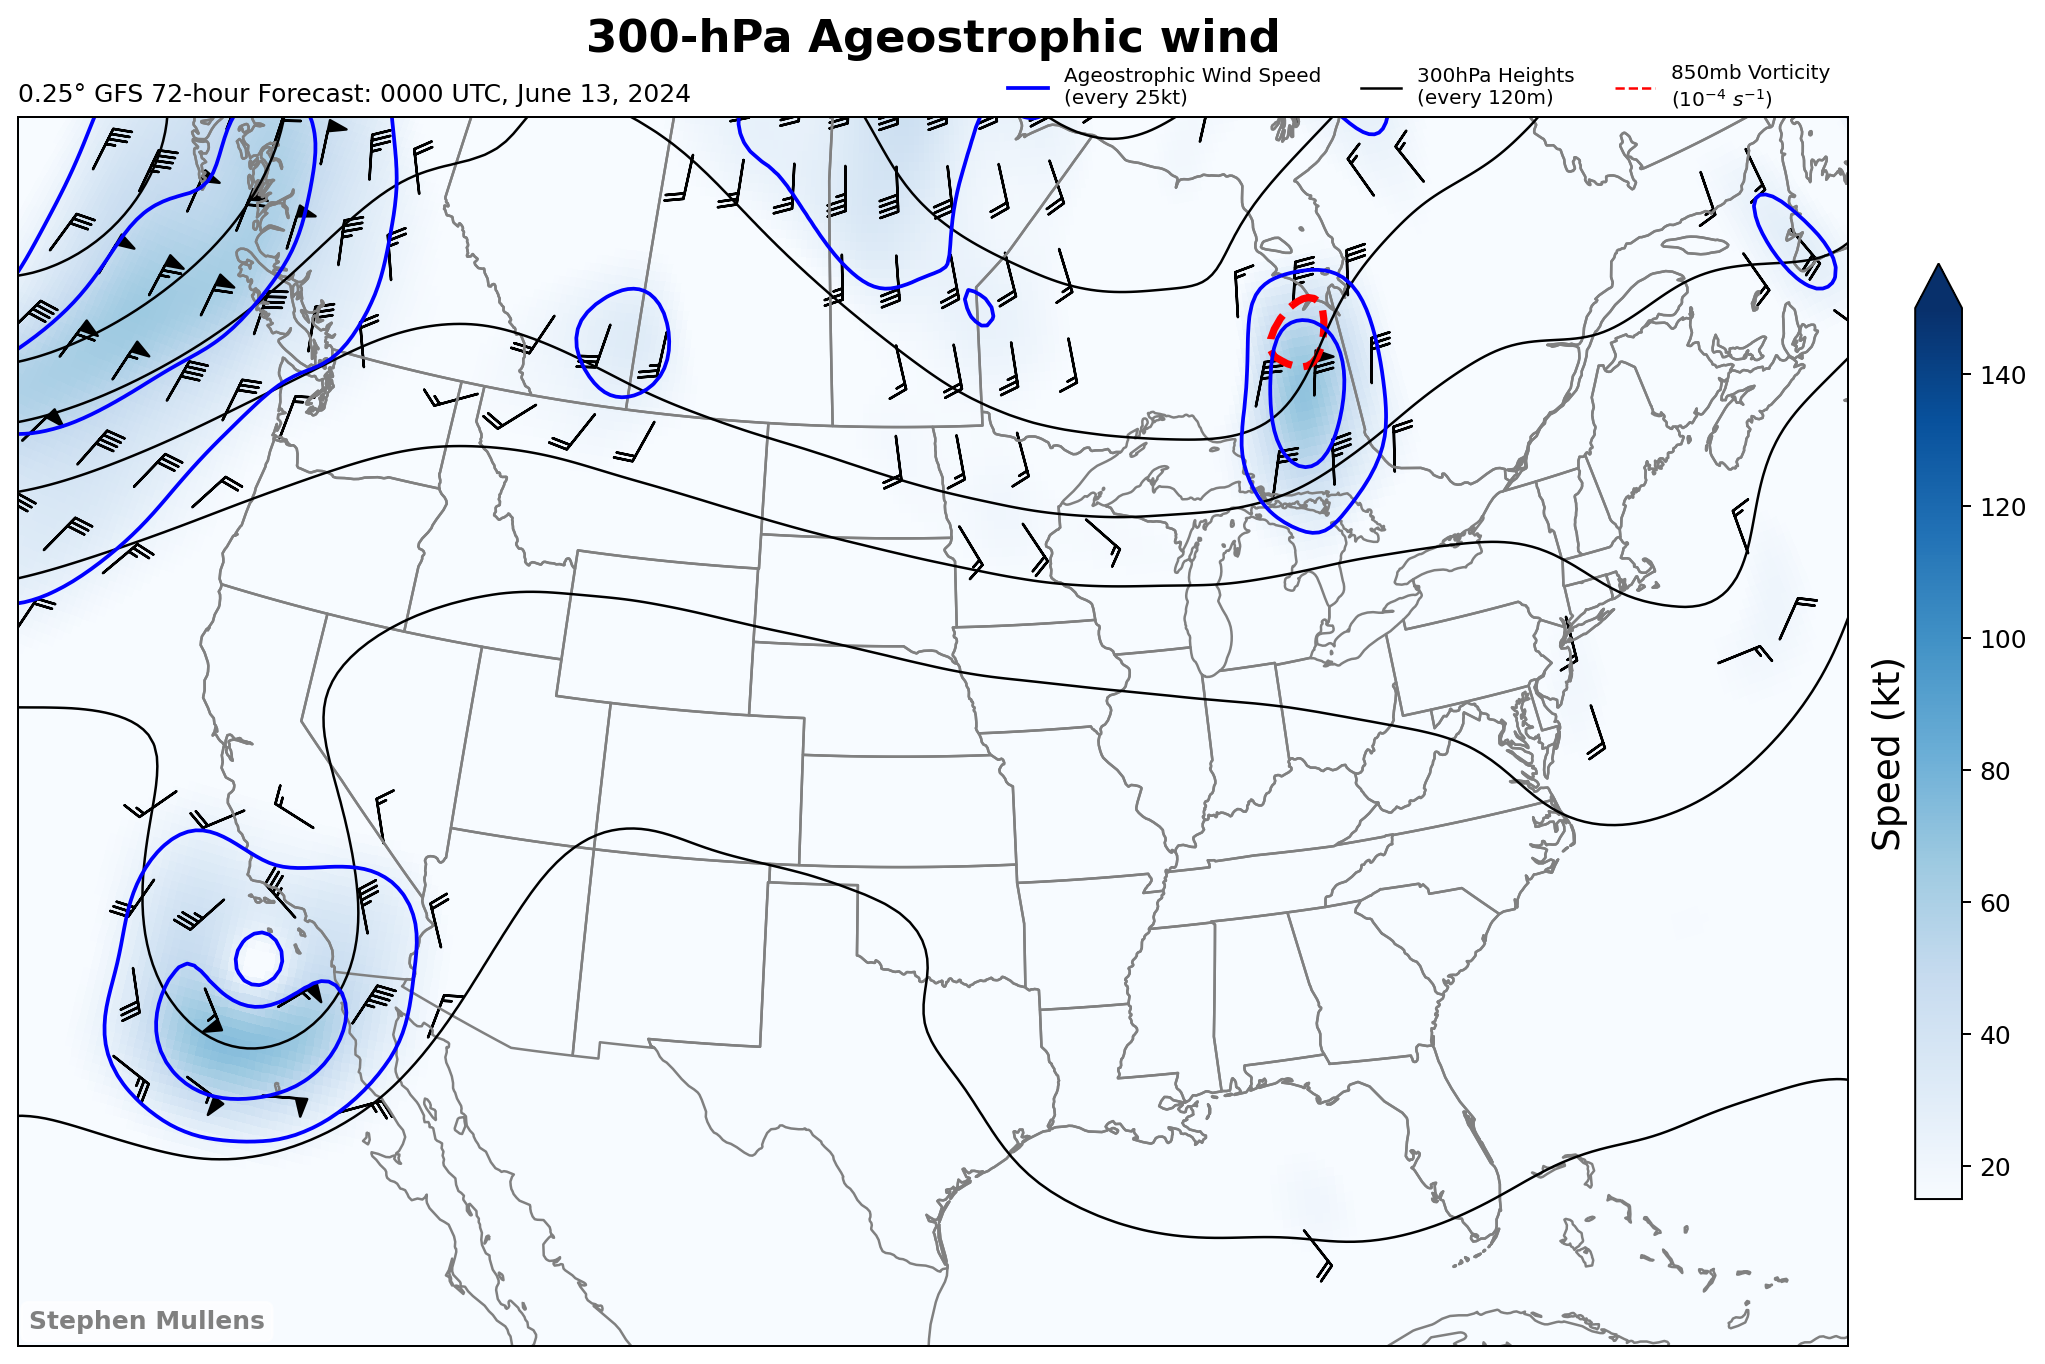 300-hPa Ageostrophic wind
0.25° GFS 72-hour Forecast: 0000 UTC, June 13, 2024
Ageostrophic Wind Speed
(every 25kt)
300hPa Heights
(every 120m)
850mb Vorticity
(10⁻⁴ s⁻¹)
140
120
100
80
60
40
20
Speed (kt)
Stephen Mullens